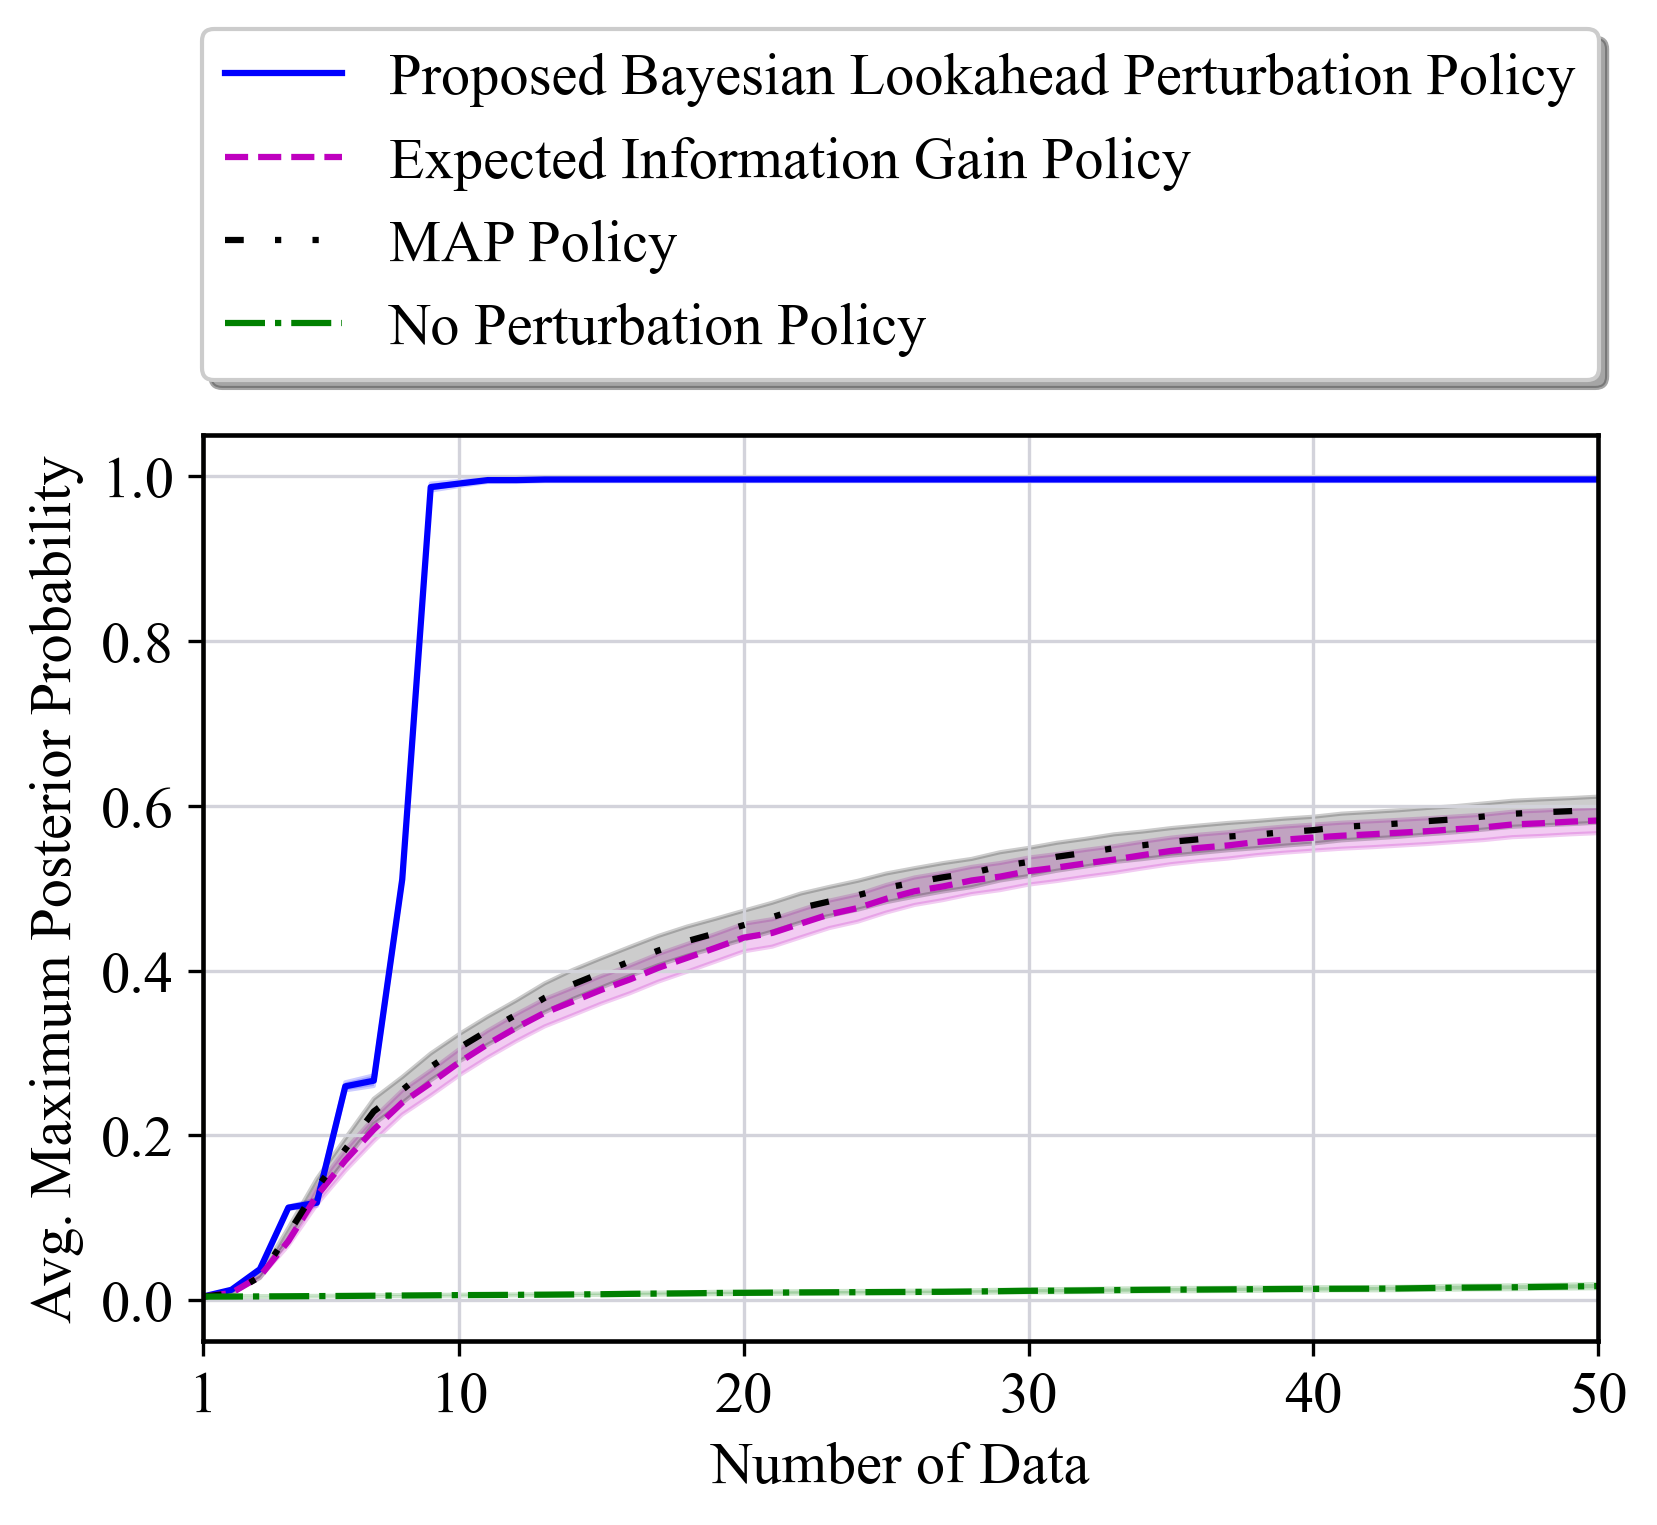 Proposed Bayesian Lookahead Perturbation Policy
Expected Information Gain Policy
MAP Policy
No Perturbation Policy
Avg. Maximum Posterior Probability
1.0
0.8
0.6
0.4
0.2
0.0
1 10 20 30 40 50
Number of Data